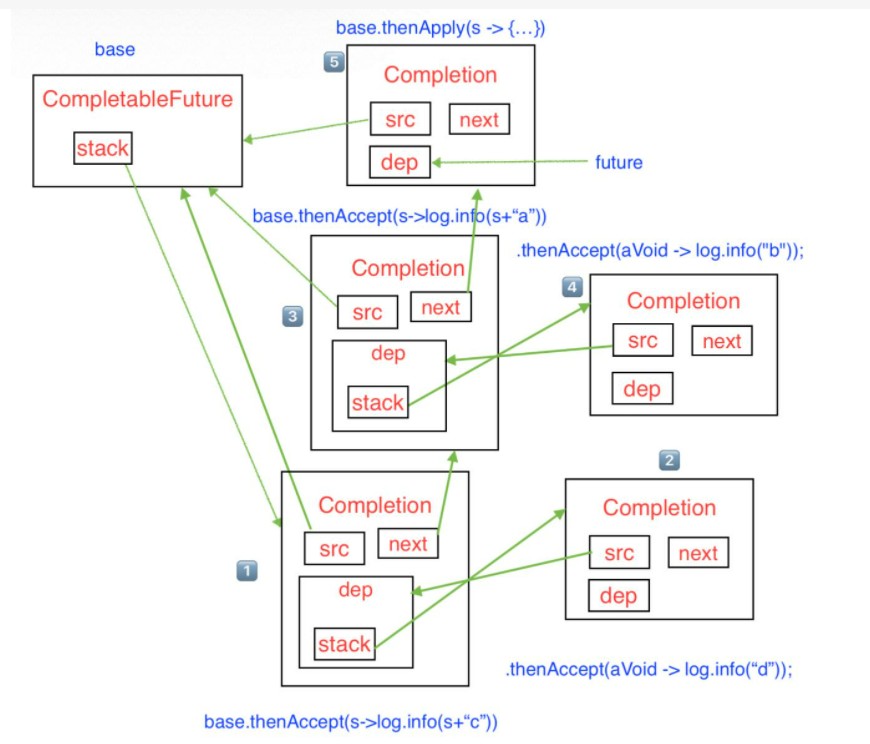 base.thenApply(s -> {…})
base
5
Completion
CompletableFuture
src
next
stack
dep
future
base.thenAccept(s->log.info(s+“a”))
.thenAccept(aVoid -> log.info("b"));
Completion
4
Completion
3
src
next
src
next
dep
dep
stack
2
Completion
Completion
src
next
src
next
1
dep
dep
stack
.thenAccept(aVoid -> log.info(“d”));
base.thenAccept(s->log.info(s+“c”))